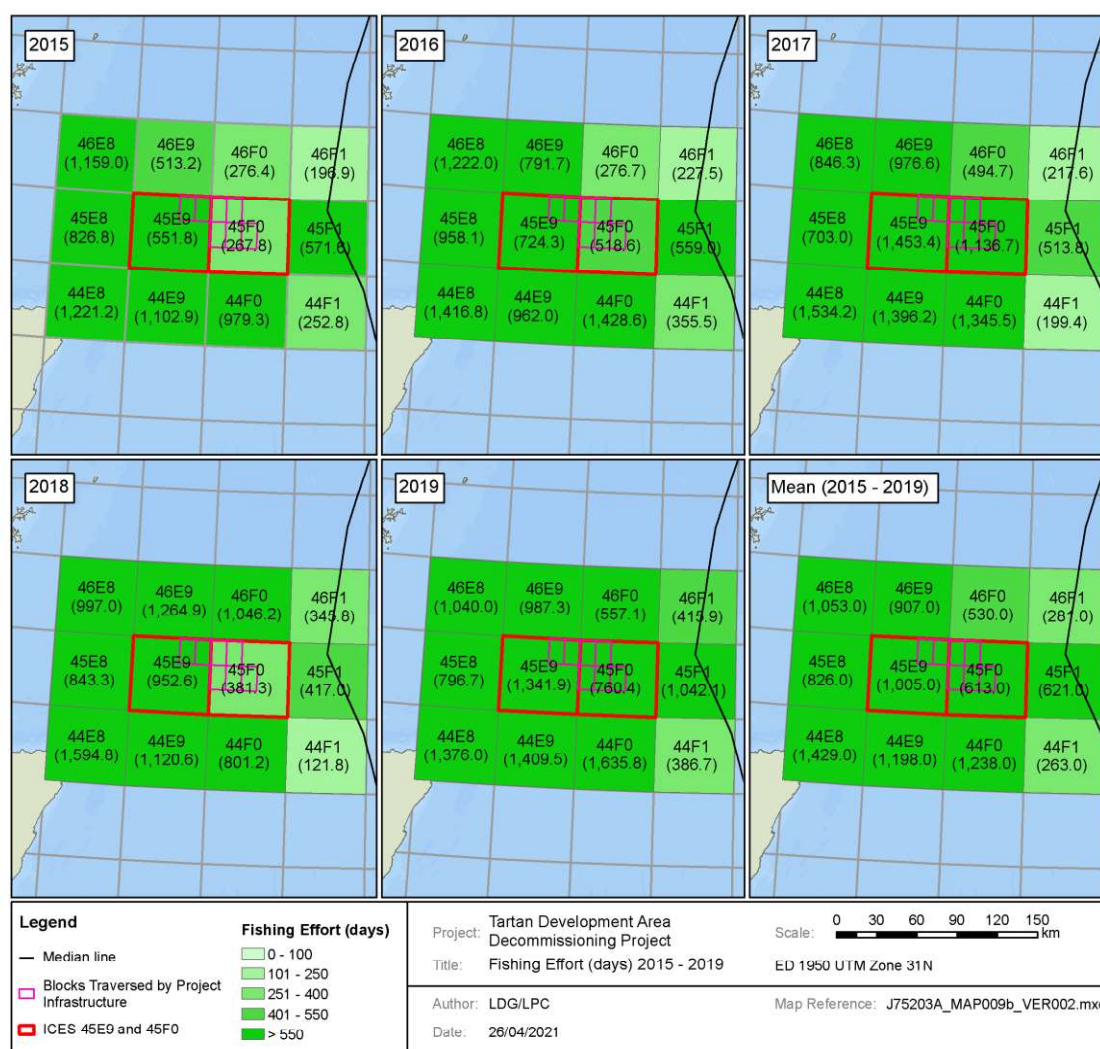 2015
46E8
(1,159.0)
46E9
(513.2)
46F0
(276.4)
46F1
(196.9)
45E8
(826.8)
45E9
(551.8)
45F0
(267.8)
45F1
(571.6)
44E8
(1,221.2)
44E9
(1,102.9)
44F0
(979.3)
44F1
(252.8)
2016
46E8
(1,222.0)
46E9
(791.7)
46F0
(276.7)
46F1
(227.5)
45E8
(958.1)
45E9
(724.3)
45F0
(518.6)
45F1
(559.0)
44E8
(1,416.8)
44E9
(962.0)
44F0
(1,428.6)
44F1
(355.5)
2017
46E8
(846.3)
46E9
(976.6)
46F0
(494.7)
46F1
(217.6)
45E8
(703.0)
45E9
(1,453.4)
45F0
(1,136.7)
45F1
(513.8)
44E8
(1,534.2)
44E9
(1,396.2)
44F0
(1,345.5)
44F1
(199.4)
2018
46E8
(997.0)
46E9
(1,264.9)
46F0
(1,046.2)
46F1
(345.8)
45E8
(843.3)
45E9
(952.6)
45F0
(381.3)
45F1
(417.0)
44E8
(1,594.8)
44E9
(1,120.6)
44F0
(801.2)
44F1
(121.8)
2019
46E8
(1,040.0)
46E9
(987.3)
46F0
(557.1)
46F1
(415.9)
45E8
(796.7)
45E9
(1,341.9)
45F0
(760.4)
45F1
(1,042.1)
44E8
(1,376.0)
44E9
(1,409.5)
44F0
(1,635.8)
44F1
(386.7)
Mean (2015 - 2019)
46E8
(1,053.0)
46E9
(907.0)
46F0
(530.0)
46F1
(281.0)
45E8
(826.0)
45E9
(1,005.0)
45F0
(613.0)
45F1
(621.0)
44E8
(1,429.0)
44E9
(1,198.0)
44F0
(1,238.0)
44F1
(263.0)
Legend
Median line
Blocks Traversed by Project
Infrastructure
ICES 45E9 and 45F0
Fishing Effort (days)
0 - 100
101 - 250
251 - 400
401 - 550
> 550
Project: Tartan Development Area
Decommissioning Project
Title: Fishing Effort (days) 2015 - 2019
Scale: 0 30 60 90 120 150
km
ED 1950 UTM Zone 31N
Author: LDG/LPC
Date: 26/04/2021
Map Reference: J75203A_MAP009b_VER002.mx